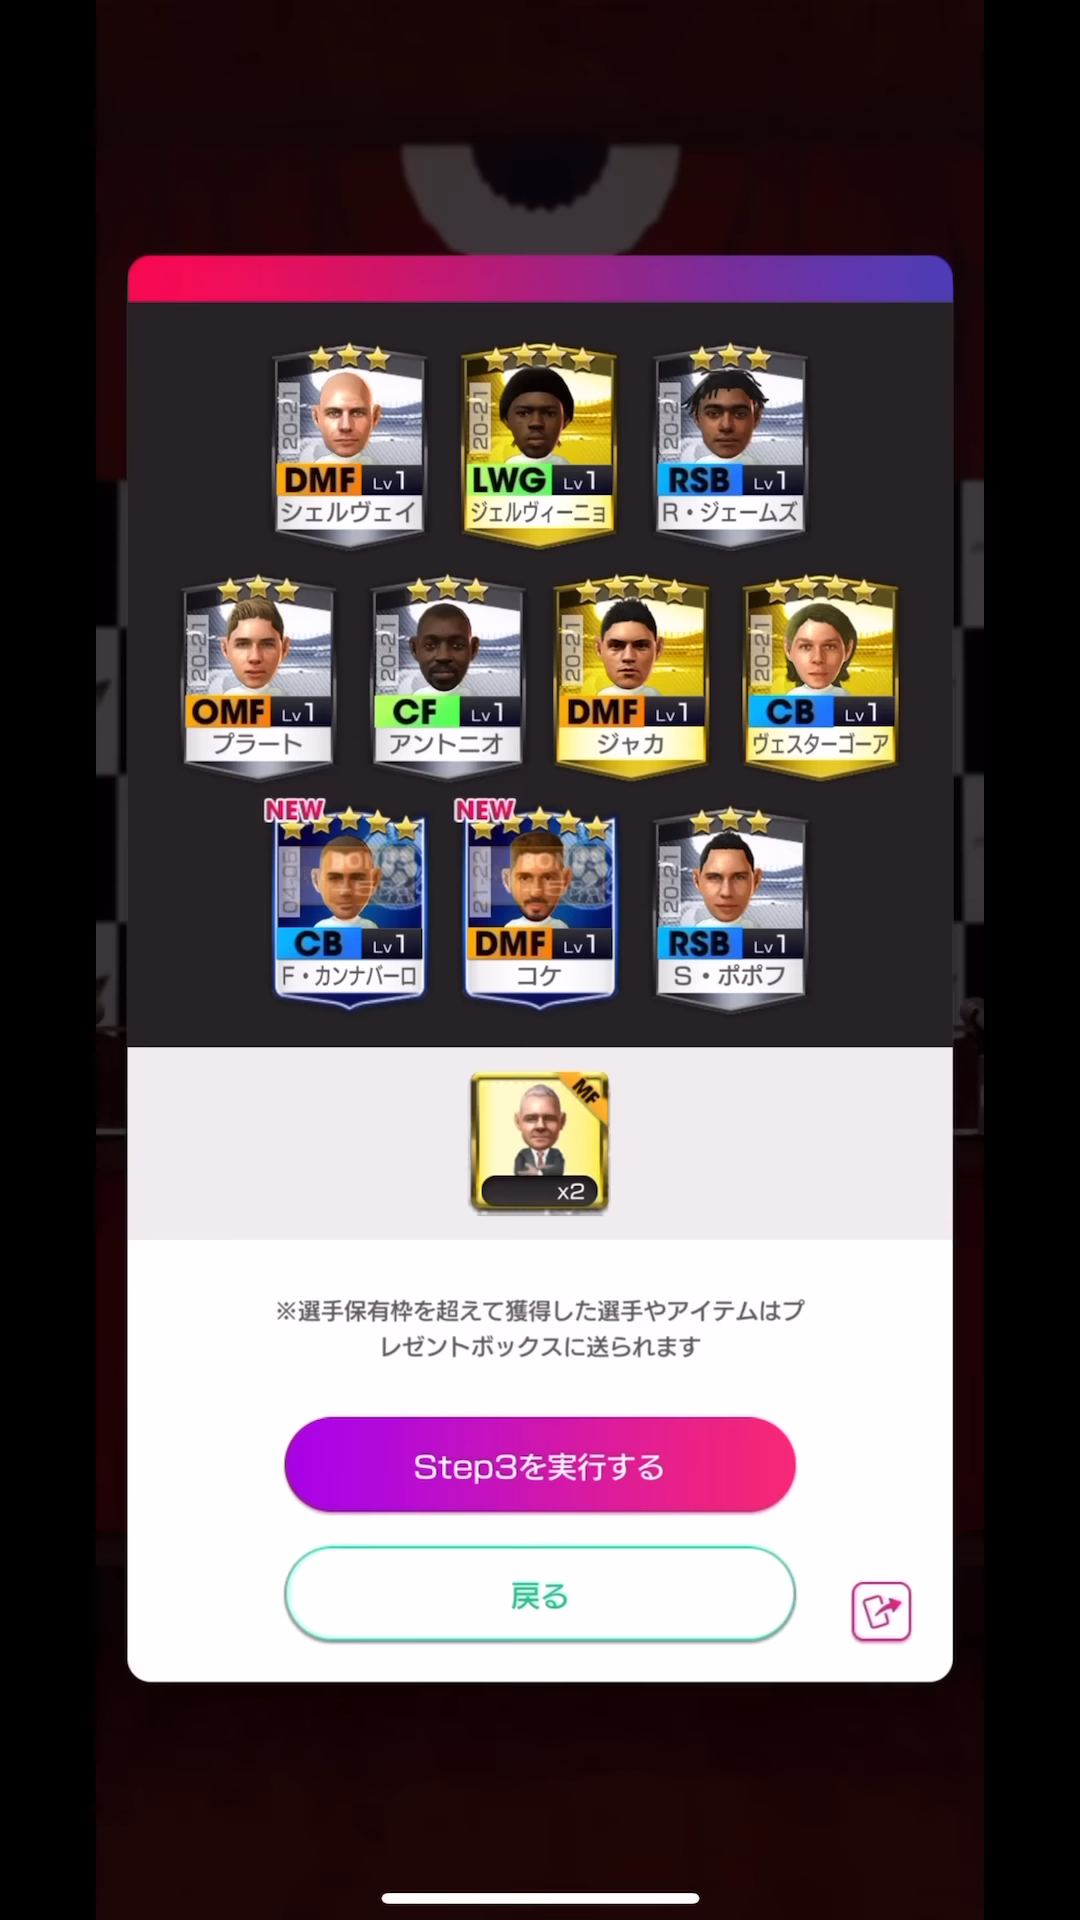 20-21
DMF Lv1
シェルヴェイ
20-21
LWG Lv1
ジェルヴィーニョ
20-21
RSB Lv1
R・ジェームズ
20-21
OMF Lv1
プラート
20-21
CF Lv1
アントニオ
20-21
DMF Lv1
ジャカ
20-21
CB Lv1
ヴェスターゴーア
NEW
04-05
BONUS
CB Lv1
F・カンナバーロ
NEW
21-22
BONUS
DMF Lv1
コケ
20-21
RSB Lv1
S・ポポフ
MF
x2
※選手保有枠を超えて獲得した選手やアイテムはプ
レゼントボックスに送られます
Step3を実行する
戻る